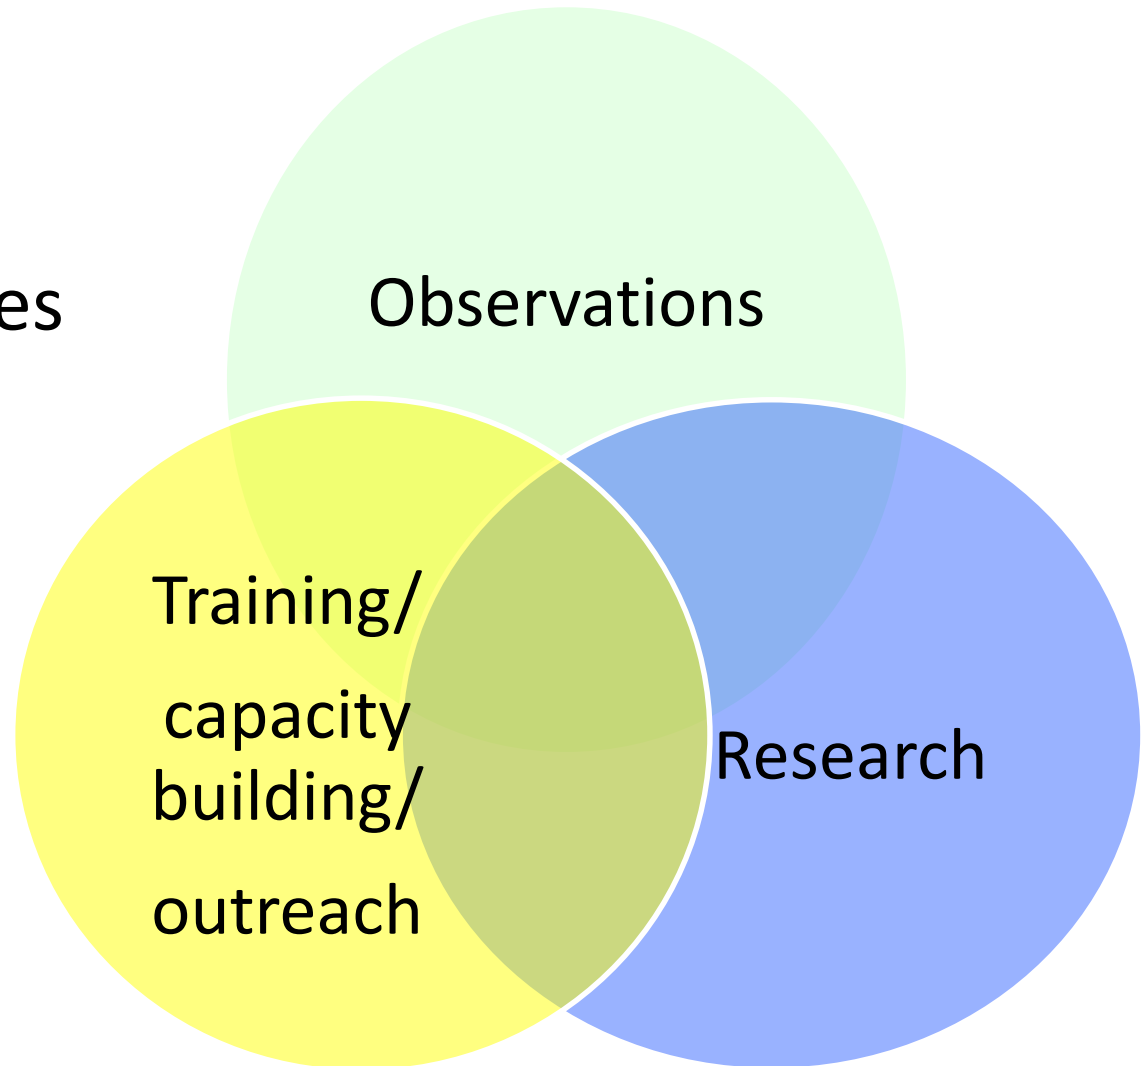 es
Observations
Training/
capacity
building/
outreach
Research